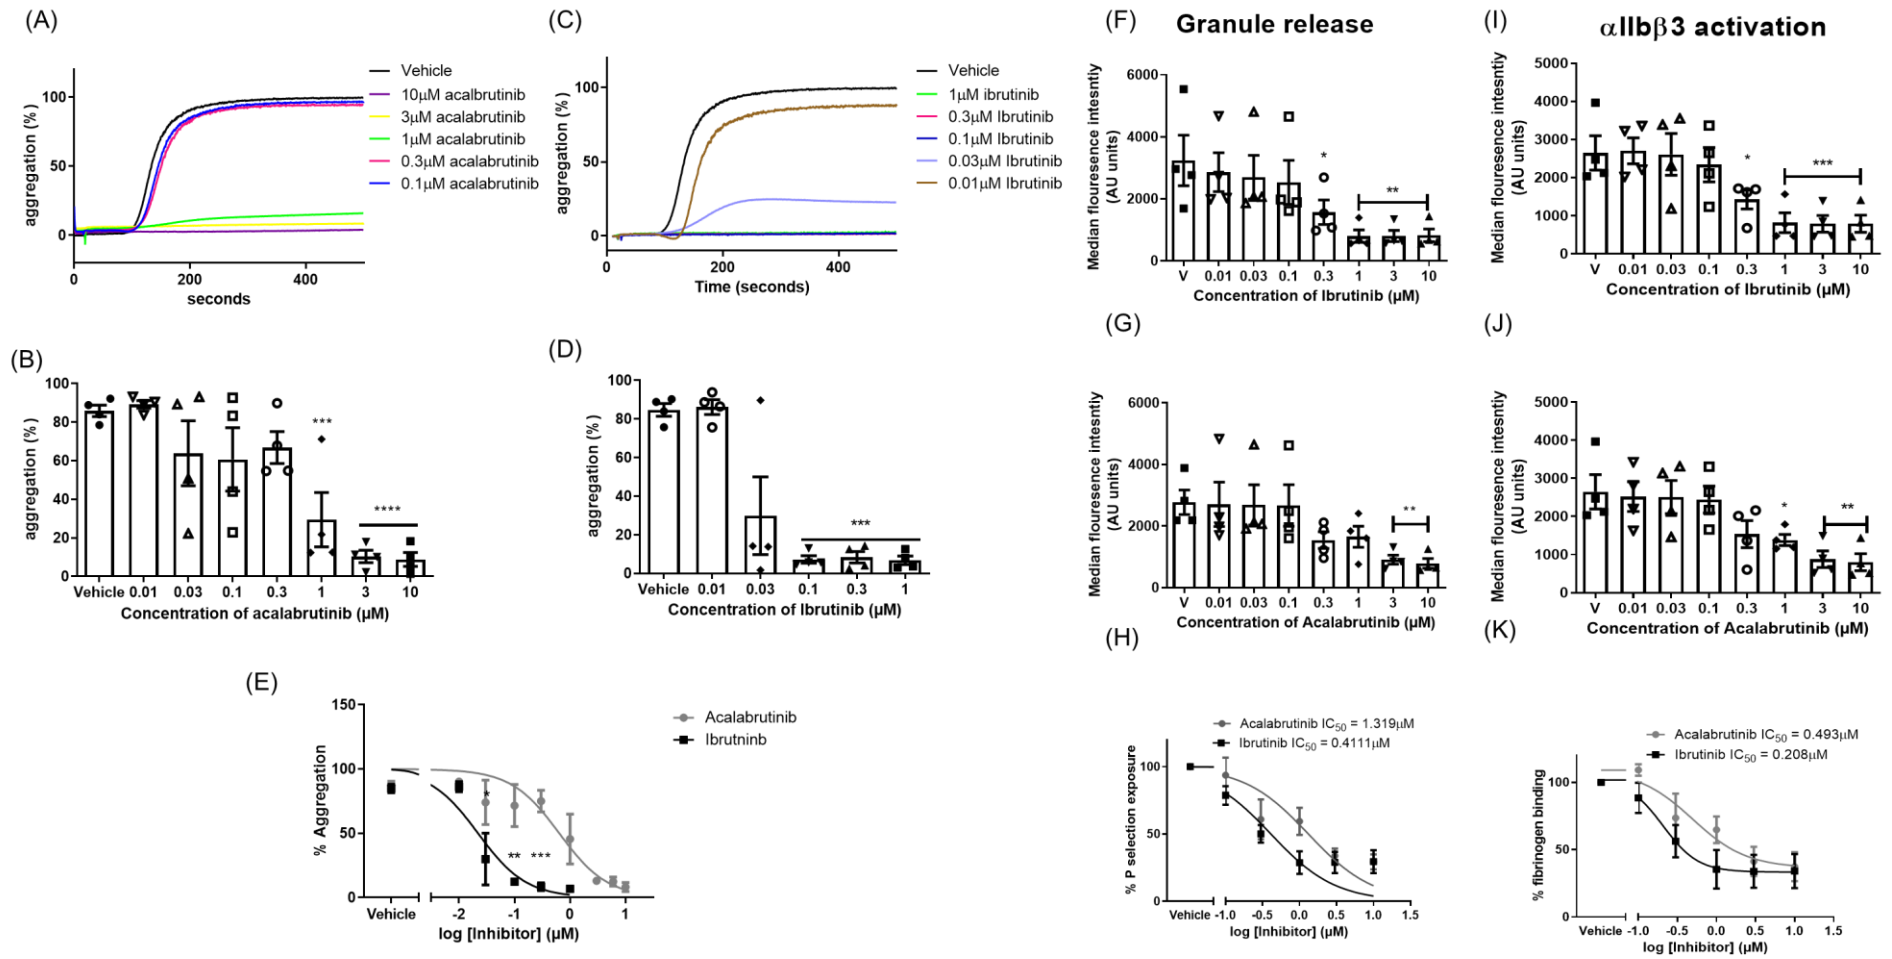 (A)
aggregation (%)
100
50
0
0
200
400
seconds
Vehicle
10µM acalbrutinib
3µM acalabrutinib
1µM acalabrutinib
0.3µM acalabrutinib
0.1µM acalabrutinib
(C)
aggregation (%)
100
50
0
0
200
400
Time (seconds)
Vehicle
1µM ibrutinib
0.3µM Ibrutinib
0.1µM Ibrutinib
0.03µM Ibrutinib
0.01µM Ibrutinib
(B)
aggregation (%)
100
80
60
40
20
0
***
****
Vehicle 0.01 0.03 0.1 0.3 1 3 10
Concentration of acalabrutinib (µM)
(D)
aggregation (%)
100
80
60
40
20
0
***
Vehicle 0.01 0.03 0.1 0.3 1
Concentration of Ibrutinib (µM)
(E)
% Aggregation
150
100
50
0
*
** ***
Vehicle -2 -1 0 1
log [Inhibitor] (µM)
Acalabrutinib
Ibrutninb
(F)
Granule release
Median flouresence intesntiy
(AU units)
6000
4000
2000
0
*
**
V 0.01 0.03 0.1 0.3 1 3 10
Concentration of Ibrutinib (µM)
(I)
αIIbβ3 activation
Median flouresence intesntiy
(AU units)
5000
4000
3000
2000
1000
0
*
***
V 0.01 0.03 0.1 0.3 1 3 10
Concentration of Ibrutinib (µM)
(G)
Median flouresence intesntiy
(AU units)
6000
4000
2000
0
**
V 0.01 0.03 0.1 0.3 1 3 10
Concentration of Acalabrutinib (µM)
(J)
Median flouresence intesntiy
(AU units)
5000
4000
3000
2000
1000
0
*
**
V 0.01 0.03 0.1 0.3 1 3 10
Concentration of Acalabrutinib (µM)
(H)
Acalabrutinib IC50 = 1.319µM
Ibrutinib IC50 = 0.4111µM
% P selection exposure
100
50
0
Vehicle -1.0 -0.5 0.0 0.5 1.0 1.5
log [Inhibitor] (µM)
(K)
Acalabrutinib IC50 = 0.493µM
Ibrutinib IC50 = 0.208µM
% fibrinogen binding
100
50
0
Vehicle -1.0 -0.5 0.0 0.5 1.0 1.5
log [Inhibitor] (µM)